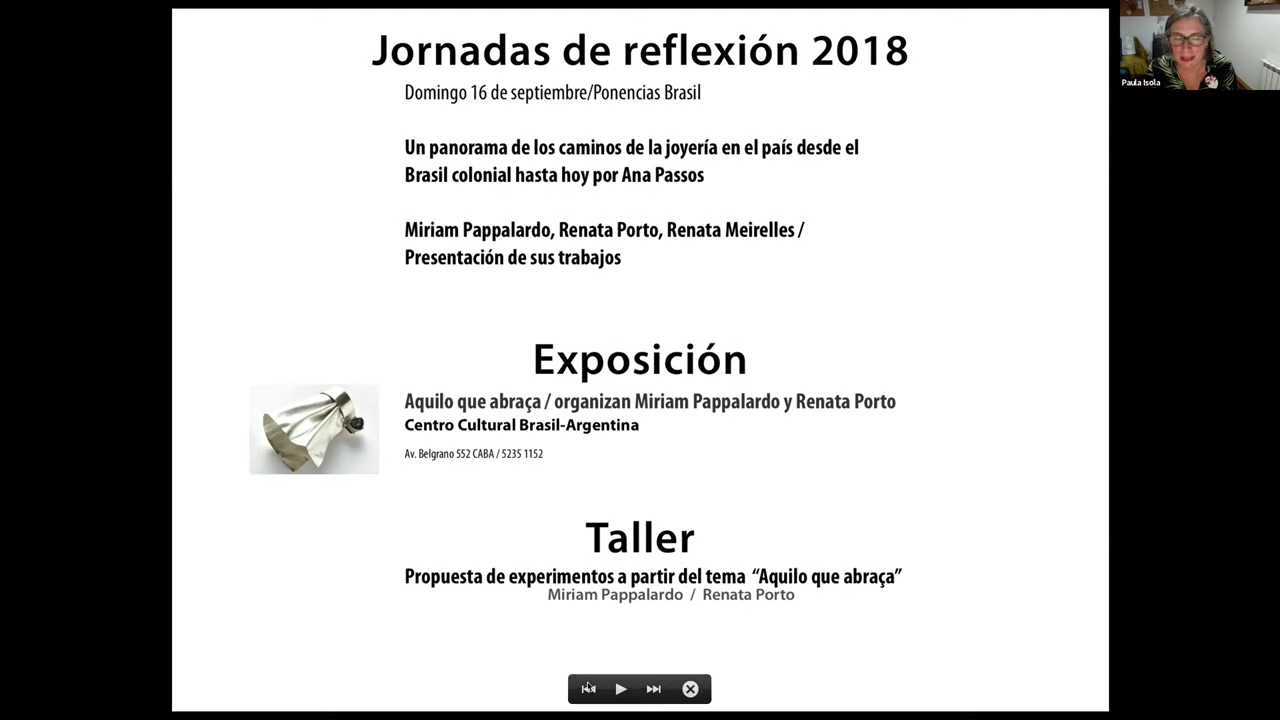 Jornadas de reflexión 2018
Domingo 16 de septiembre/Ponencias Brasil
Un panorama de los caminos de la joyería en el país desde el
Brasil colonial hasta hoy por Ana Passos
Miriam Pappalardo, Renata Porto, Renata Meirelles /
Presentación de sus trabajos
Exposición
Aquilo que abraça / organizan Miriam Pappalardo y Renata Porto
Centro Cultural Brasil-Argentina
Av. Belgrano 552 CABA / 5235 1152
Taller
Propuesta de experimentos a partir del tema “Aquilo que abraça”
Miriam Pappalardo / Renata Porto
Paula Isola